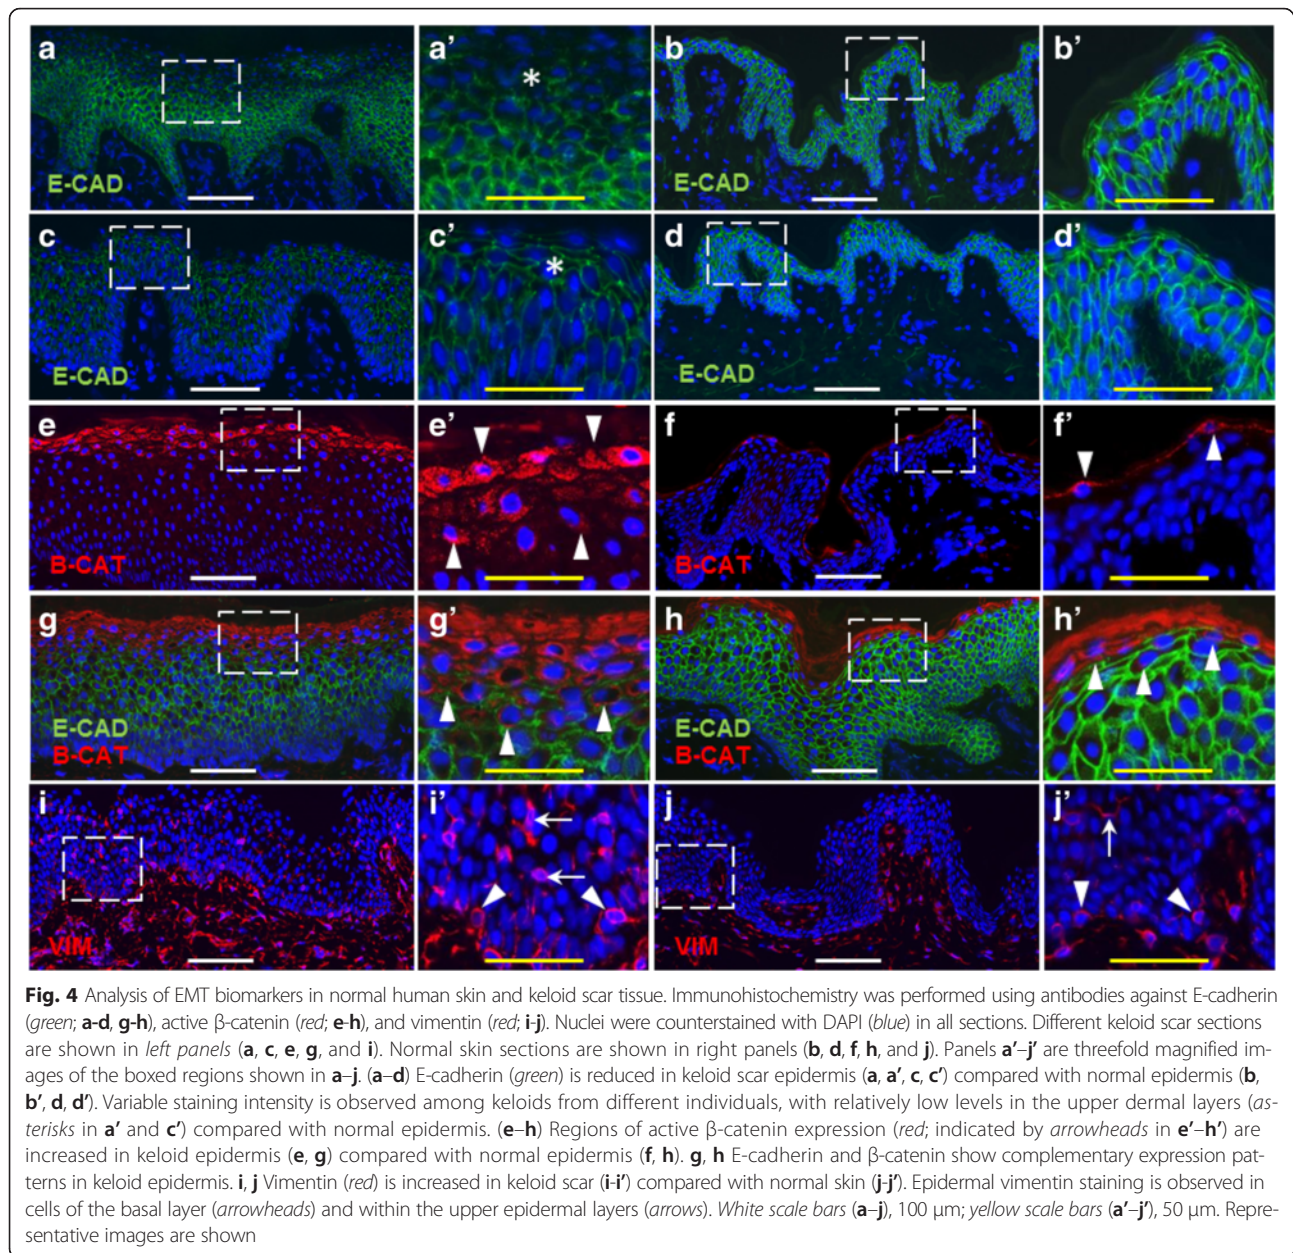 a a’ b b’
*
E-CAD E-CAD
c c’ d d’
*
E-CAD E-CAD
e e’ f f’
B-CAT B-CAT
g g’ h h’
E-CAD E-CAD
B-CAT B-CAT
i i’ j j’
VIM VIM
Fig. 4 Analysis of EMT biomarkers in normal human skin and keloid scar tissue. Immunohistochemistry was performed using antibodies against E-cadherin
(green; a-d, g-h), active β-catenin (red; e-h), and vimentin (red; i-j). Nuclei were counterstained with DAPI (blue) in all sections. Different keloid scar sections
are shown in left panels (a, c, e, g, and i). Normal skin sections are shown in right panels (b, d, f, h, and j). Panels a’–j’ are threefold magnified im-
ages of the boxed regions shown in a–j. (a–d) E-cadherin (green) is reduced in keloid scar epidermis (a, a’, c, c’) compared with normal epidermis (b,
b’, d, d’). Variable staining intensity is observed among keloids from different individuals, with relatively low levels in the upper dermal layers (as-
terisks in a’ and c’) compared with normal epidermis. (e–h) Regions of active β-catenin expression (red; indicated by arrowheads in e’–h’) are
increased in keloid epidermis (e, g) compared with normal epidermis (f, h). g, h E-cadherin and β-catenin show complementary expression pat-
terns in keloid epidermis. i, j Vimentin (red) is increased in keloid scar (i-i’) compared with normal skin (j-j’). Epidermal vimentin staining is observed in
cells of the basal layer (arrowheads) and within the upper epidermal layers (arrows). White scale bars (a–j), 100 μm; yellow scale bars (a’–j’), 50 μm. Repre-
sentative images are shown